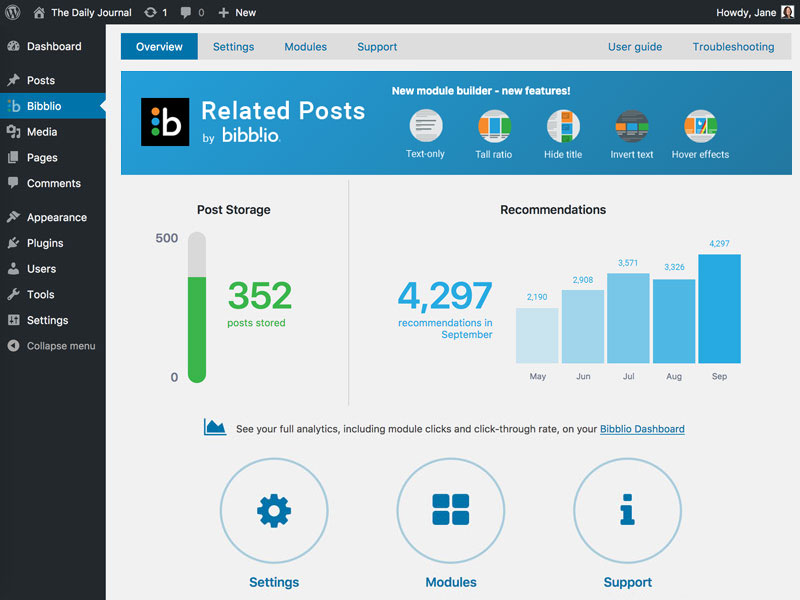 The Daily Journal 1 0 New Howdy, Jane
Dashboard
Posts
Bibblio
Media
Pages
Comments
Appearance
Plugins
Users
Tools
Settings
Collapse menu
Overview Settings Modules Support User guide Troubleshooting
b
Related Posts
by bibblio.
New module builder - new features!
Text-only Tall ratio Hide title Invert text Hover effects
Post Storage
500
0
352
posts stored
Recommendations
4,297
recommendations in
September
2,190 2,908 3,571 3,326 4,297
May Jun Jul Aug Sep
See your full analytics, including module clicks and click-through rate, on your Bibblio Dashboard
Settings Modules Support